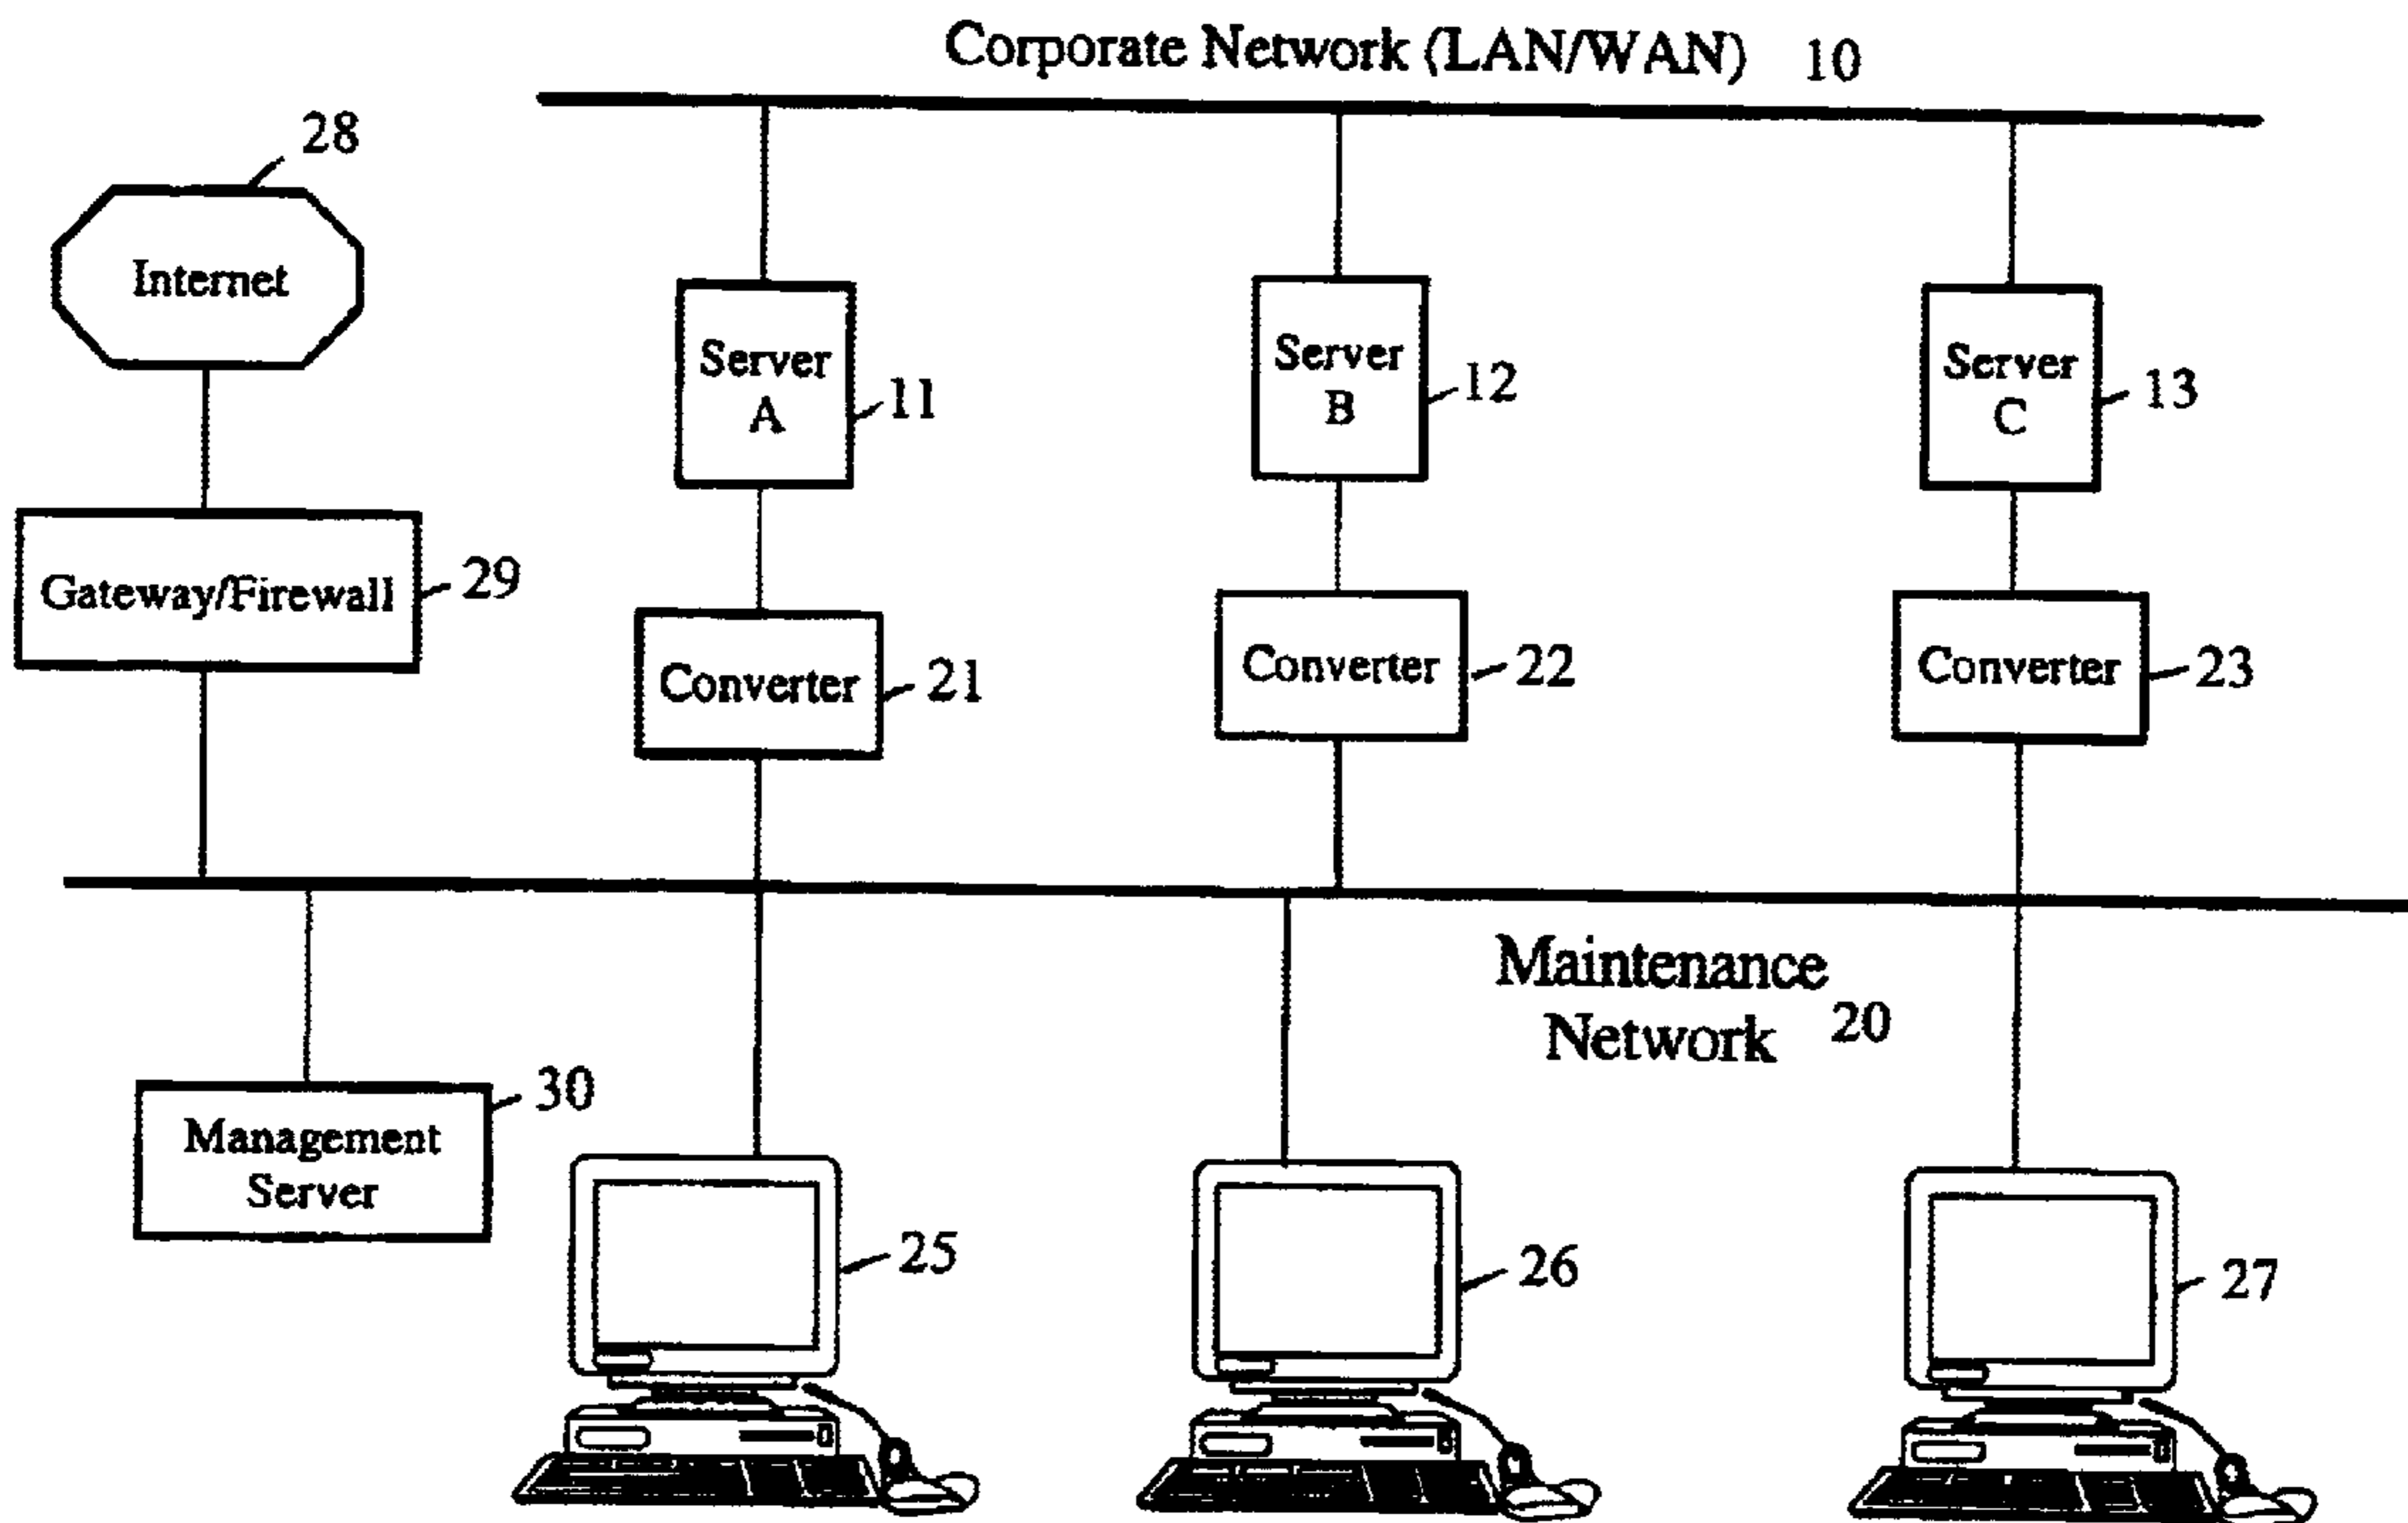 Corporate Network (LAN/WAN) 10
28
Internet
Server
A
11
Server
B
12
Server
C
13
Gateway/Firewall
29
Converter
21
Converter
22
Converter
23
Maintenance
Network 20
Management
Server
30
25
26
27